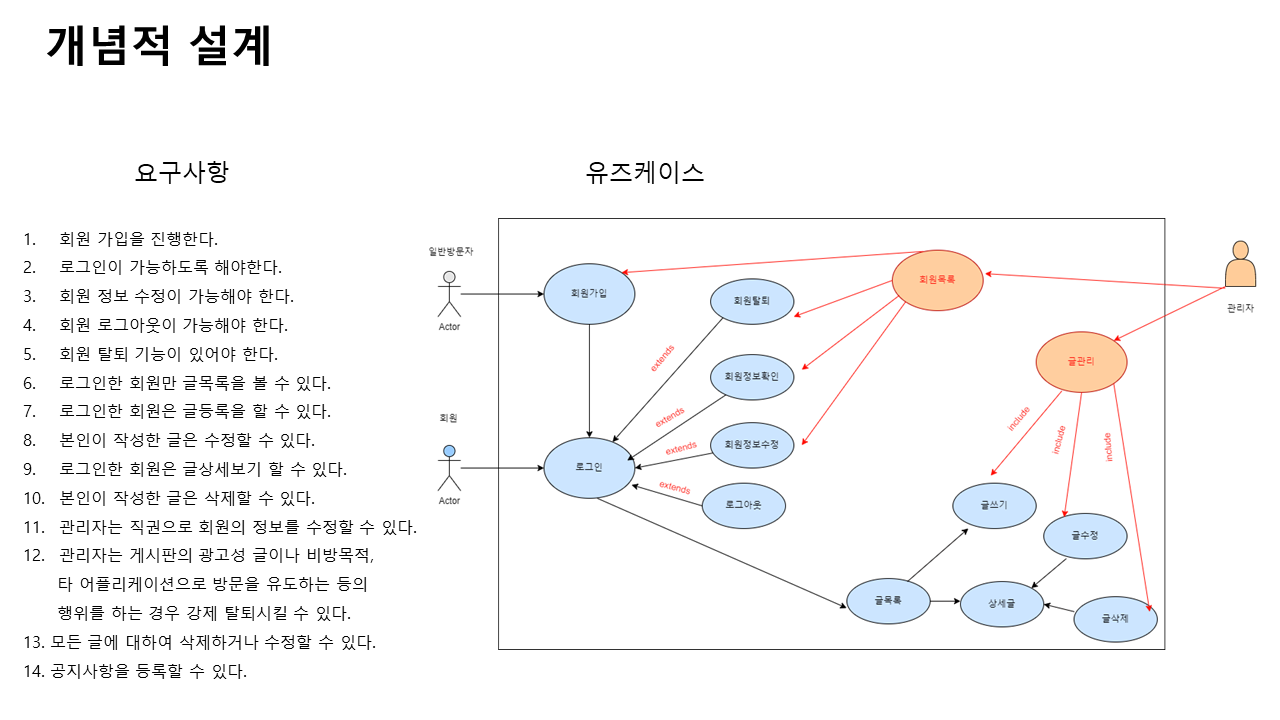 개념적 설계
요구사항
1. 회원 가입을 진행한다.
2. 로그인이 가능하도록 해야한다.
3. 회원 정보 수정이 가능해야 한다.
4. 회원 로그아웃이 가능해야 한다.
5. 회원 탈퇴 기능이 있어야 한다.
6. 로그인한 회원만 글목록을 볼 수 있다.
7. 로그인한 회원은 글등록을 할 수 있다.
8. 본인이 작성한 글은 수정할 수 있다.
9. 로그인한 회원은 글상세보기 할 수 있다.
10. 본인이 작성한 글은 삭제할 수 있다.
11. 관리자는 직권으로 회원의 정보를 수정할 수 있다.
12. 관리자는 게시판의 광고성 글이나 비방목적,
타 어플리케이션으로 방문을 유도하는 등의
행위를 하는 경우 강제 탈퇴시킬 수 있다.
13. 모든 글에 대하여 삭제하거나 수정할 수 있다.
14. 공지사항을 등록할 수 있다.
유즈케이스
일반방문자
Actor
회원
Actor
관리자
회원가입
회원탈퇴
회원목록
글관리
회원정보확인
회원정보수정
로그인
로그아웃
extends
extends
extends
extends
include
include
include
글쓰기
글수정
글목록
상세글
글삭제